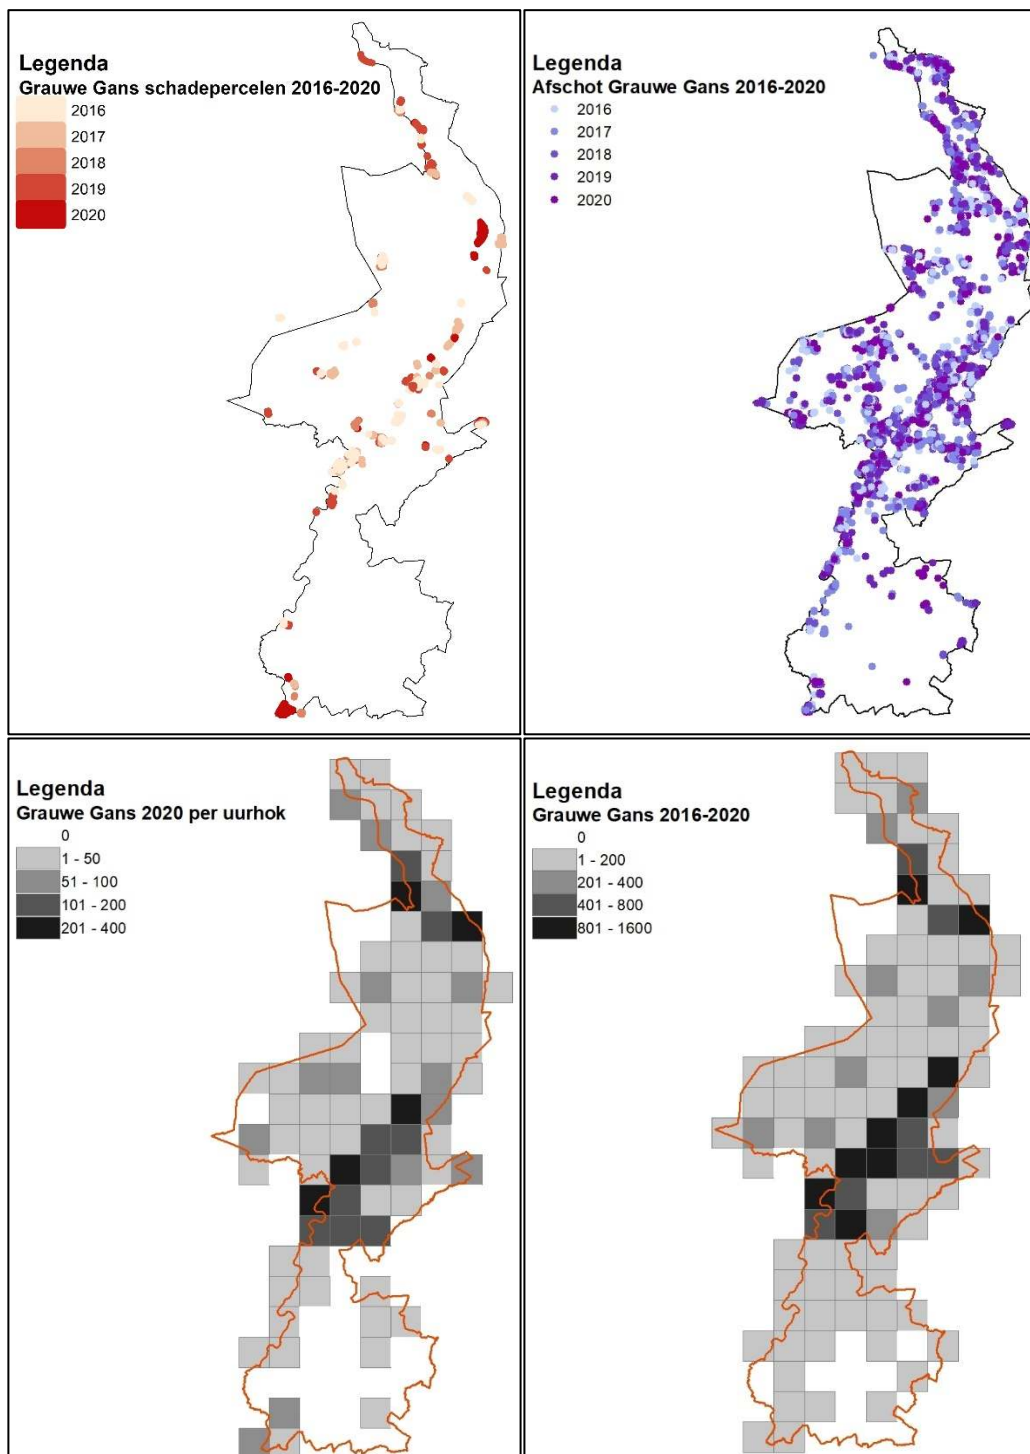 Legenda
Grauwe Gans schadepercelen 2016-2020
2016
2017
2018
2019
2020
Legenda
Afschot Grauwe Gans 2016-2020
2016
2017
2018
2019
2020
Legenda
Grauwe Gans 2020 per uurhok
0
1 - 50
51 - 100
101 - 200
201 - 400
Legenda
Grauwe Gans 2016-2020
0
1 - 200
201 - 400
401 - 800
801 - 1600